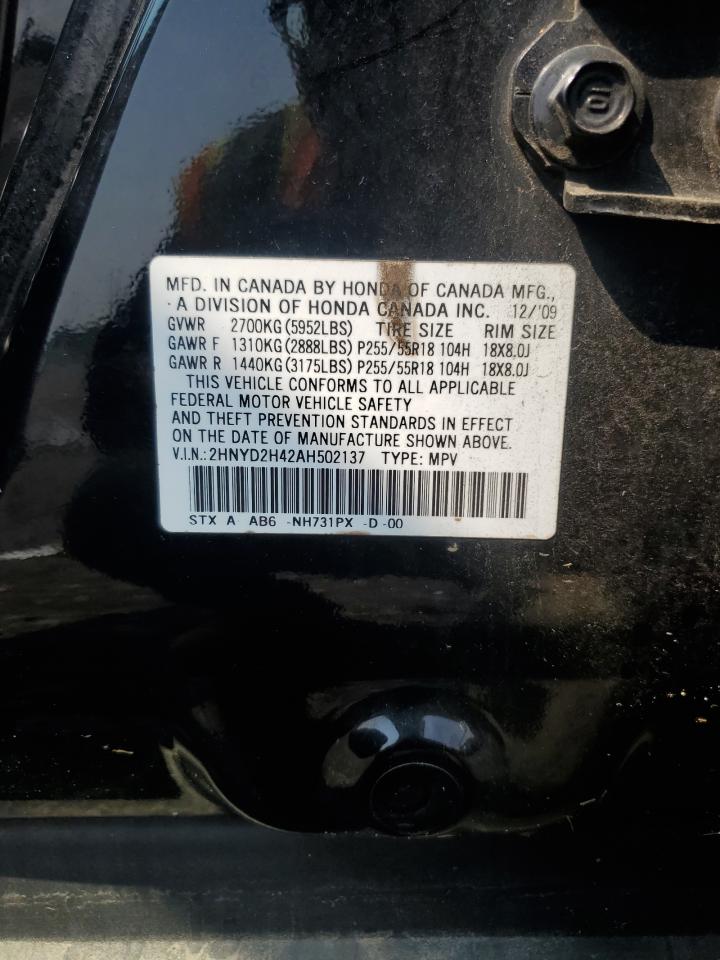 MFD. IN CANADA BY HONDA OF CANADA MFG.,
A DIVISION OF HONDA CANADA INC. 12/'09
GVWR 2700KG(5952LBS) TIRE SIZE RIM SIZE
GAWR F 1310KG(2888LBS) P255/55R18 104H 18X8.0J
GAWR R 1440KG(3175LBS) P255/55R18 104H 18X8.0J
THIS VEHICLE CONFORMS TO ALL APPLICABLE
FEDERAL MOTOR VEHICLE SAFETY
AND THEFT PREVENTION STANDARDS IN EFFECT
ON THE DATE OF MANUFACTURE SHOWN ABOVE.
V.I.N.:2HNYD2H42AH502137 TYPE: MPV
STX A AB6 -NH731PX -D -00